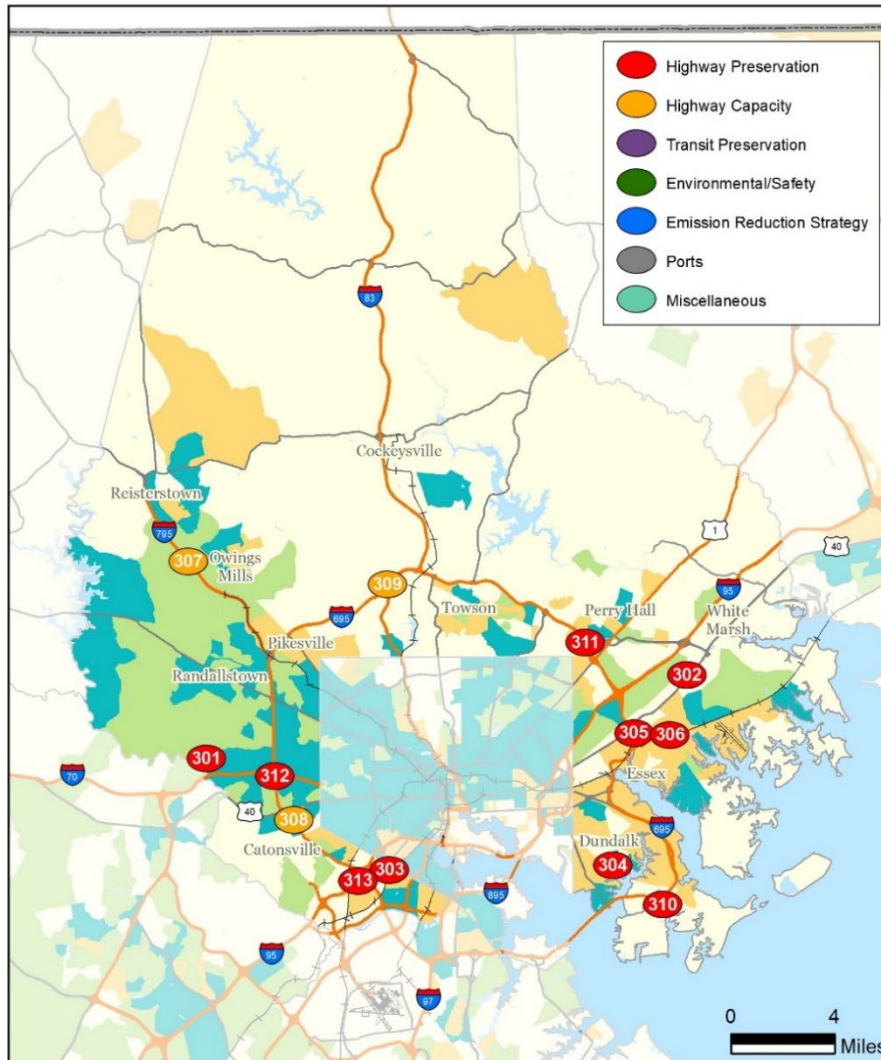 Highway Preservation
Highway Capacity
Transit Preservation
Environmental/Safety
Emission Reduction Strategy
Ports
Miscellaneous
83
Cockeysville
Reisterstown
795
307
Owings
Mills
309
1
40
95
695
Towson
Perry Hall
White
Marsh
Pikesville
311
Randallstown
302
305
306
301
70
312
Essex
40
308
695
Catonsville
Dundalk
303
304
313
895
310
95
97
0
4
Miles